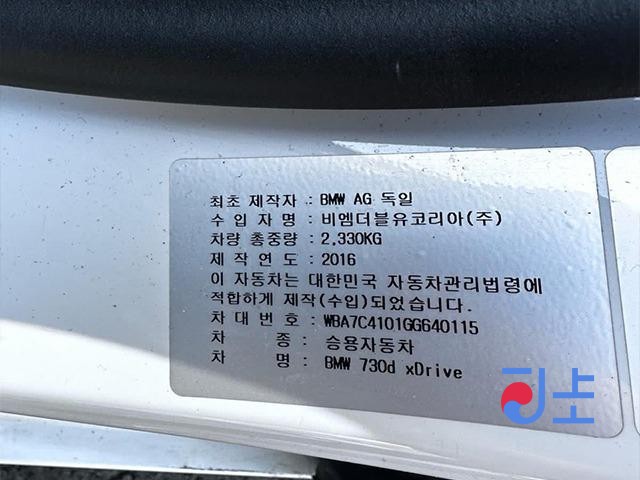 최초 제작자 : BMW AG 독일
수 입 자 명 : 비엠더블유코리아(주)
차량 총중량 : 2,330KG
제 작 연 도 : 2016
이 자동차는 대한민국 자동차관리법령에
적합하게 제작(수입)되었습니다.
차 대 번 호 : WBA7C4101GG640115
차 종 : 승용자동차
차 명 : BMW 730d xDrive